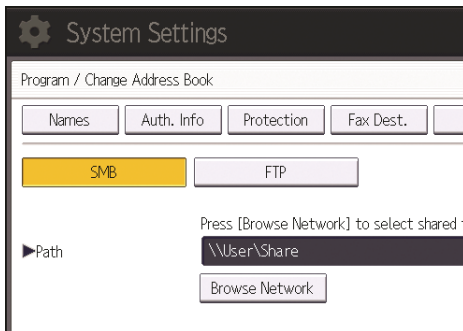 System Settings
Program / Change Address Book
Names Auth. Info Protection Fax Dest.
SMB FTP
Press [Browse Network] to select shared
▶Path \\User\Share
Browse Network